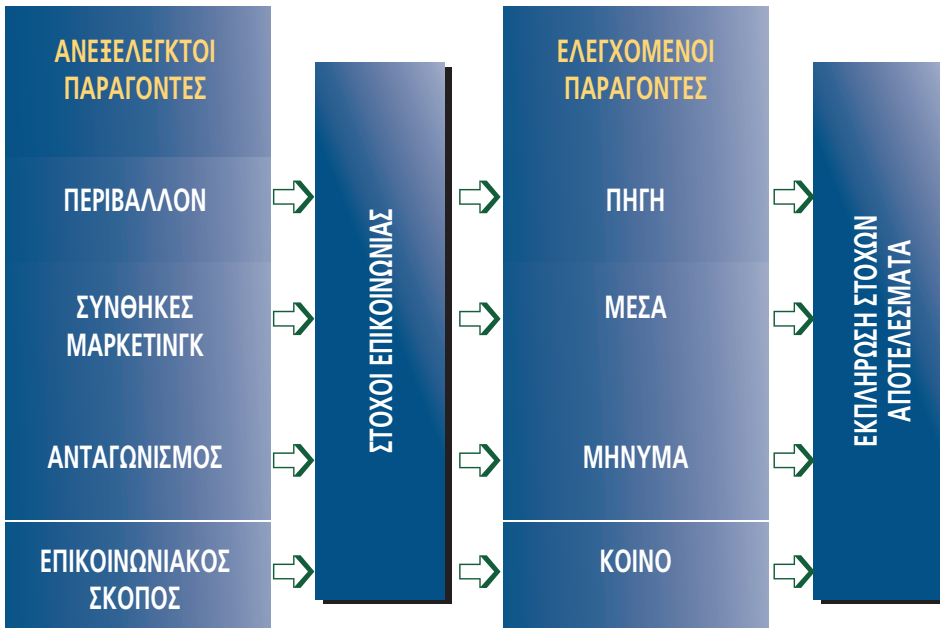 ΑΝΕΞΕΛΕΓΚΤΟΙ
ΠΑΡΑΓΟΝΤΕΣ
ΠΕΡΙΒΑΛΛΟΝ
ΣΥΝΘΗΚΕΣ
ΜΑΡΚΕΤΙΝΓΚ
ΑΝΤΑΓΩΝΙΣΜΟΣ
ΕΠΙΚΟΙΝΩΝΙΑΚΟΣ
ΣΚΟΠΟΣ
ΣΤΟΧΟΙ ΕΠΙΚΟΙΝΩΝΙΑΣ
ΕΛΕΓΧΟΜΕΝΟΙ
ΠΑΡΑΓΟΝΤΕΣ
ΠΗΓΗ
ΜΕΣΑ
ΜΗΝΥΜΑ
ΚΟΙΝΟ
ΕΚΠΛΗΡΩΣΗ ΣΤΟΧΩΝ
ΑΠΟΤΕΛΕΣΜΑΤΑ